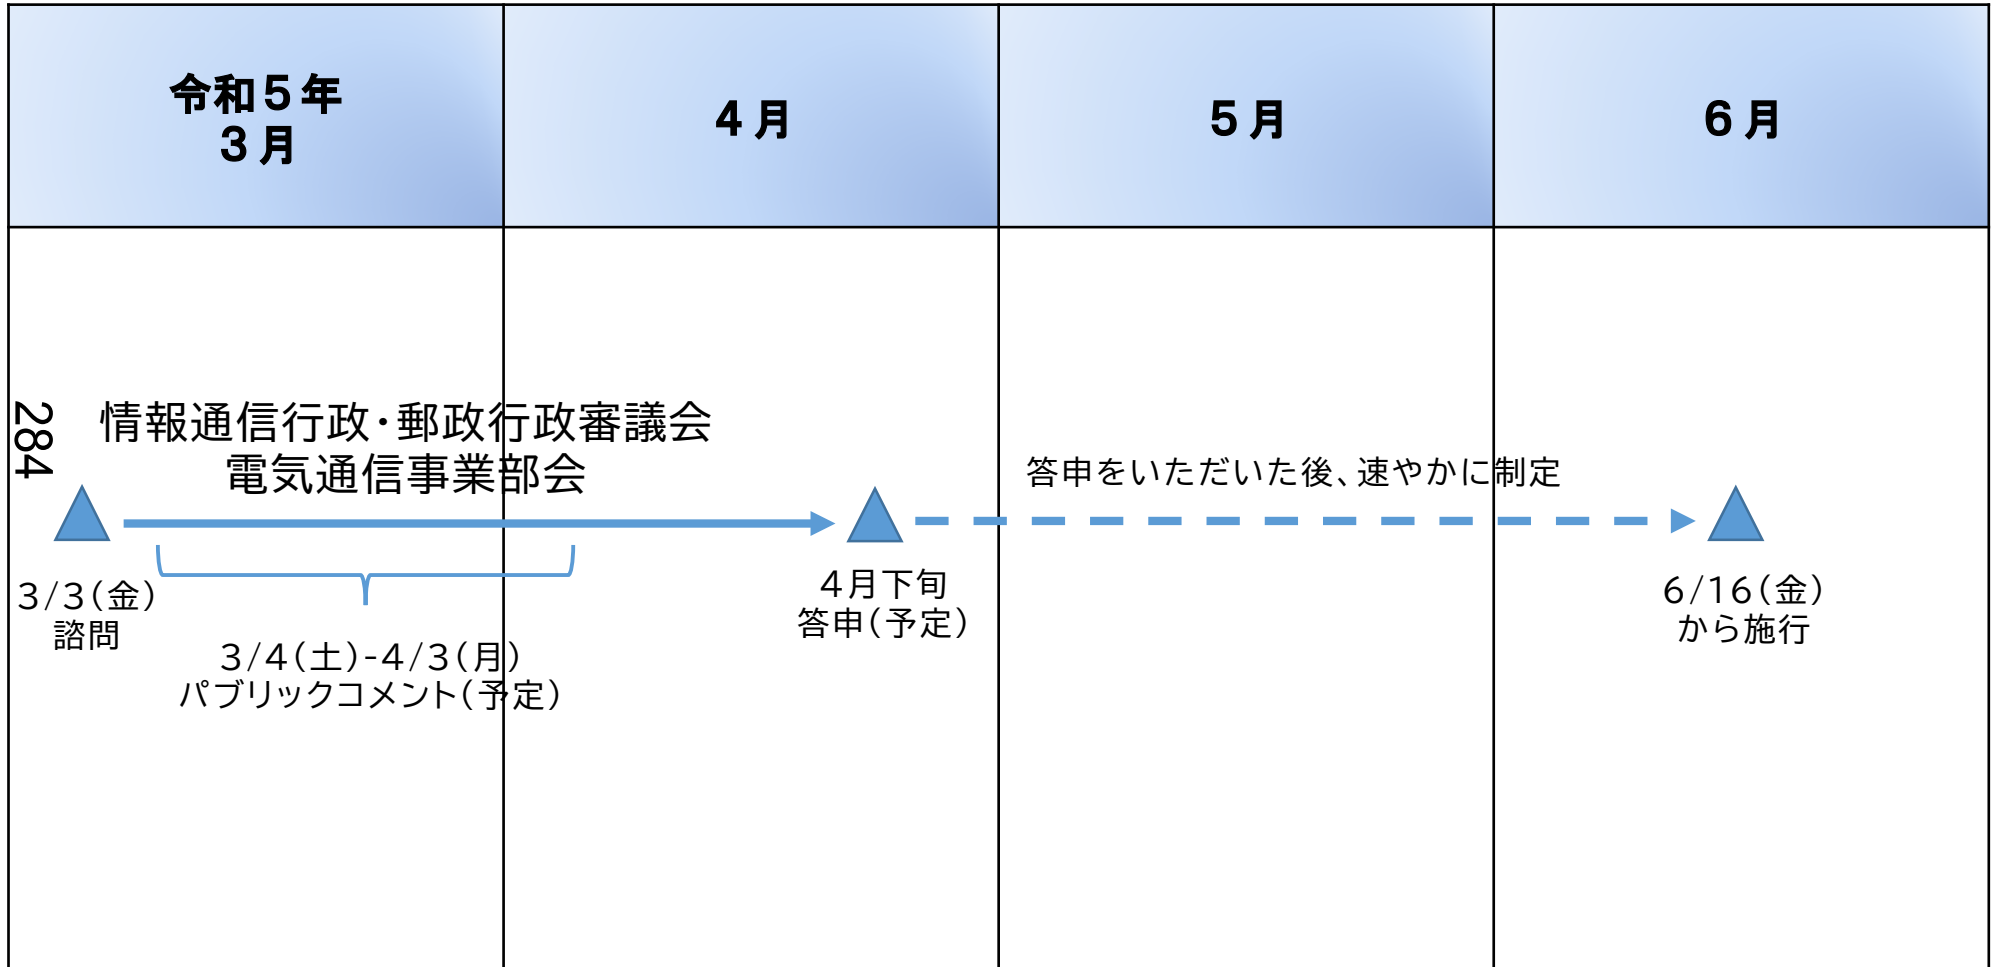 令和５年
３月
４月
５月
６月
284
情報通信行政・郵政行政審議会
電気通信事業部会
答申をいただいた後、速やかに制定
3/3(金)
諮問
3/4(土)-4/3(月)
パブリックコメント(予定)
4月下旬
答申(予定)
6/16(金)
から施行